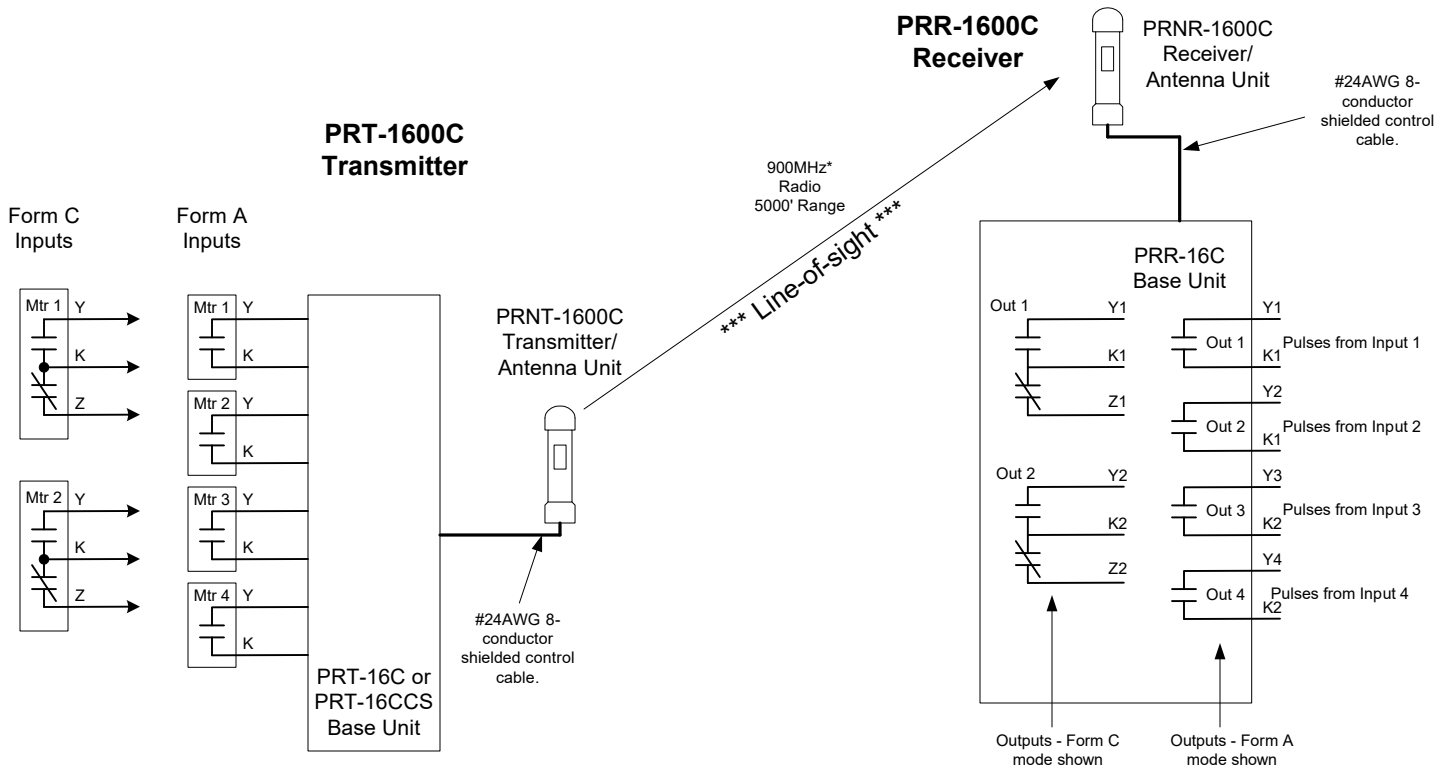 PRR-1600C
Receiver
PRNR-1600C
Receiver/
Antenna Unit
#24AWG 8-
conductor
shielded control
cable.
PRT-1600C
Transmitter
900MHz*
Radio
5000' Range
*** Line-of-sight ***
Form C
Inputs
Form A
Inputs
Mtr 1
Y
K
Z
Mtr 2
Y
K
Z
Mtr 1
Y
K
Mtr 2
Y
K
Mtr 3
Y
K
Mtr 4
Y
K
PRT-16C or
PRT-16CCS
Base Unit
PRNT-1600C
Transmitter/
Antenna Unit
#24AWG 8-
conductor
shielded control
cable.
PRR-16C
Base Unit
Out 1
Y1
K1
Z1
Out 2
Y2
K2
Z2
Y1
Out 1
K1
Pulses from Input 1
Y2
Out 2
K1
Pulses from Input 2
Y3
Out 3
K2
Pulses from Input 3
Y4
Out 4
K2
Pulses from Input 4
Outputs - Form C
mode shown
Outputs - Form A
mode shown